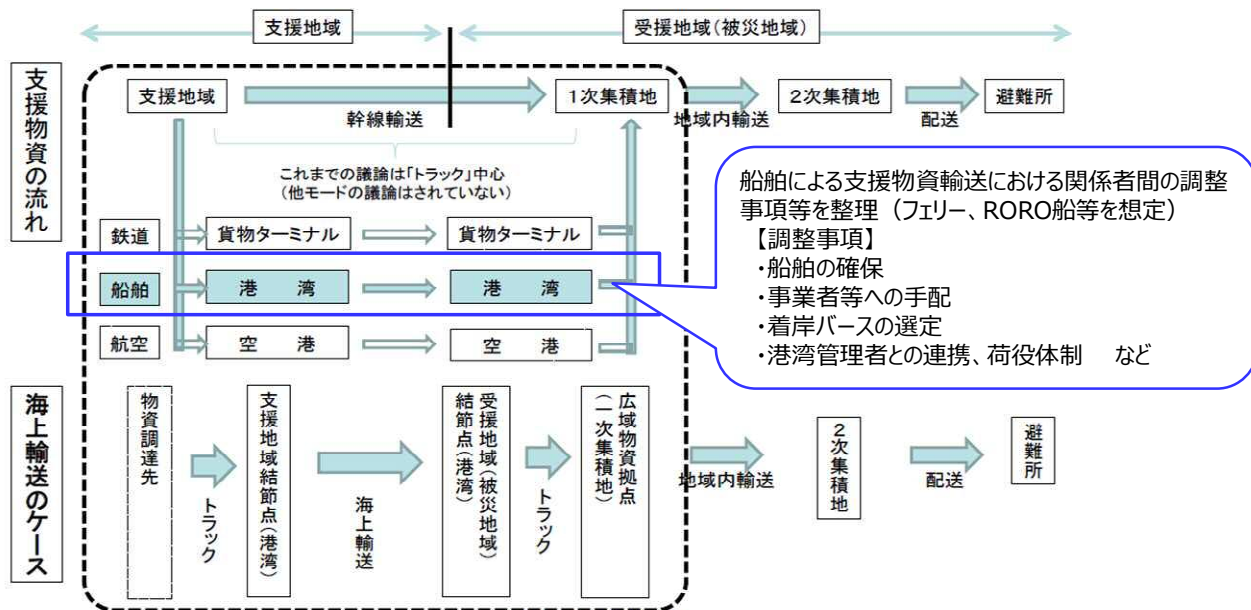 支援地域
受援地域(被災地域)
支援物資の流れ
支援地域
幹線輸送
1次集積地
地域内輸送
2次集積地
配送
避難所
これまでの議論は「トラック」中心
(他モードの議論はされていない)
鉄道
貨物ターミナル
貨物ターミナル
船舶
港 湾
港 湾
航空
空 港
空 港
船舶による支援物資輸送における関係者間の調整
事項等を整理 (フェリー、RORO船等を想定)
【調整事項】
・船舶の確保
・事業者等への手配
・着岸バースの選定
・港湾管理者との連携、荷役体制 など
海上輸送のケース
物資調達先
トラック
支援地域結節点(港湾)
海上輸送
受援地域(被災地域)
結節点(港湾)
トラック
広域物資拠点
(一次集積地)
地域内輸送
2次集積地
配送
避難所